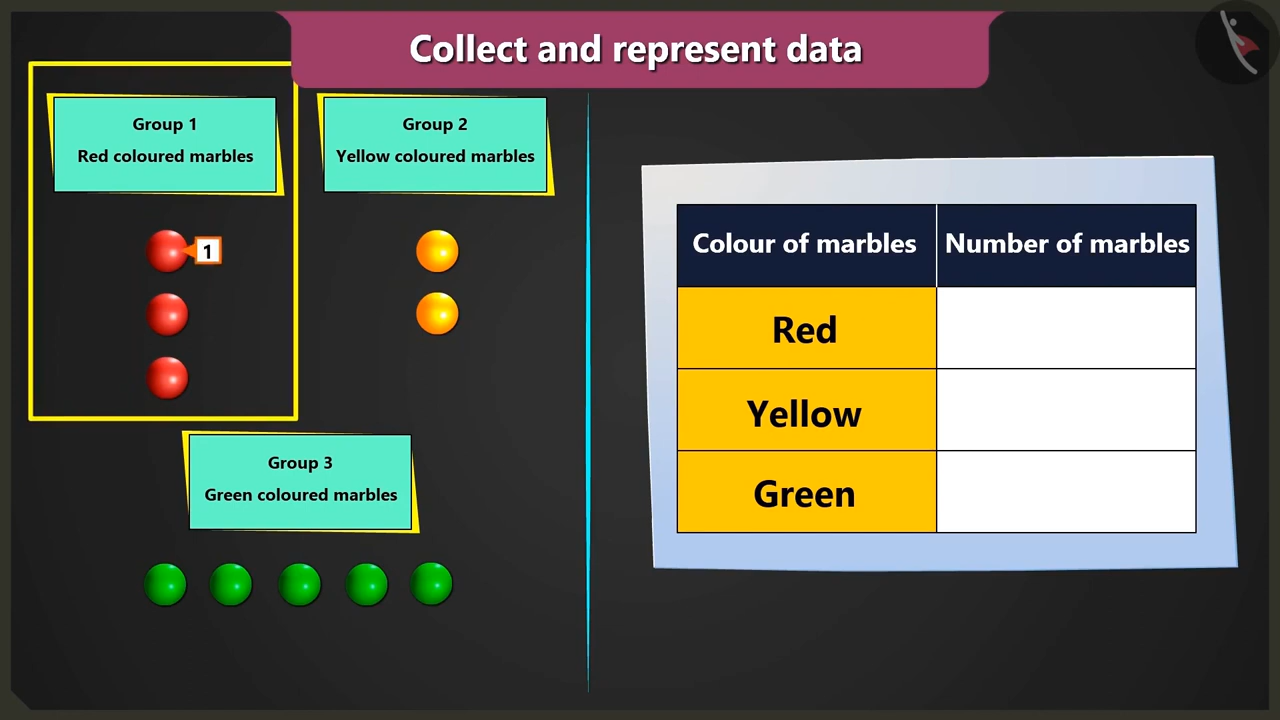 Collect and represent data
Group 1
Red coloured marbles
Group 2
Yellow coloured marbles
1
Group 3
Green coloured marbles
Colour of marbles
Number of marbles
Red
Yellow
Green